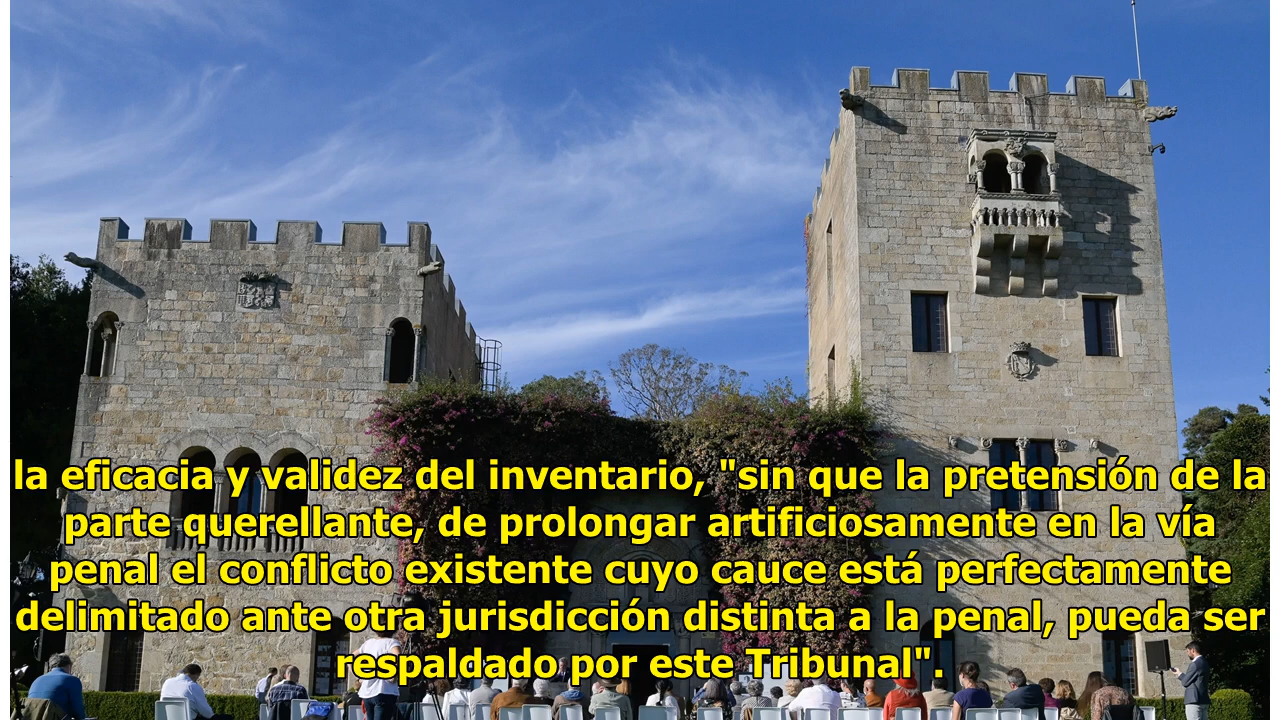 la eficacia y validez del inventario, "sin que la pretensión de la
parte querellante, de prolongar artificiosamente en la vía
penal el conflicto existente cuyo cauce está perfectamente
delimitado ante otra jurisdicción distinta a la penal, pueda ser
respaldado por este Tribunal".